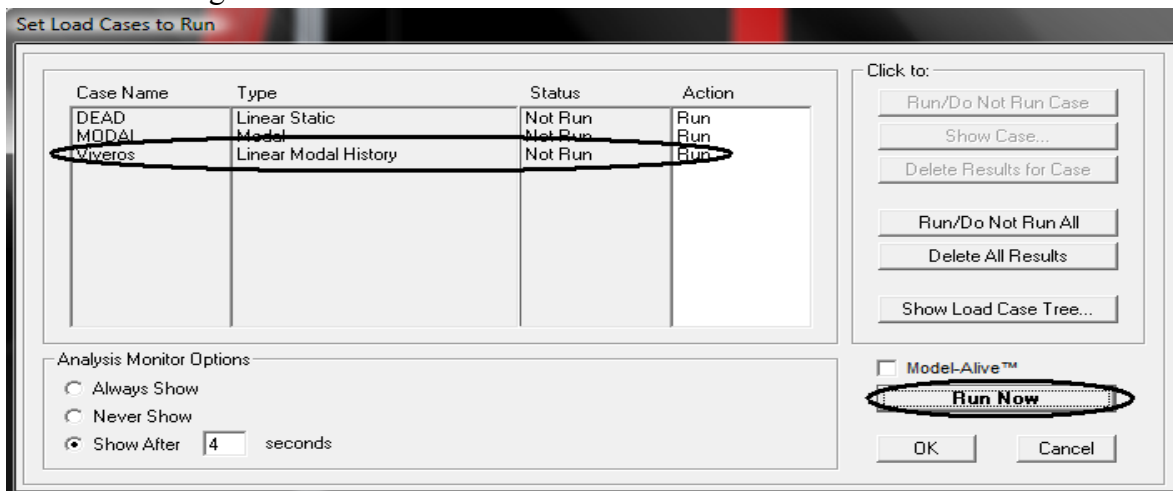 Set Load Cases to Run
Click to:
Case Name Type Status Action
DEAD Linear Static Not Run Run
MODAL Modal Not Run Run
Viveros Linear Modal History Not Run Run
Run/Do Not Run Case
Show Case...
Delete Results for Case
Run/Do Not Run All
Delete All Results
Show Load Case Tree...
Analysis Monitor Options
Always Show
Never Show
Show After 4 seconds
Model-Alive™
Run Now
OK Cancel